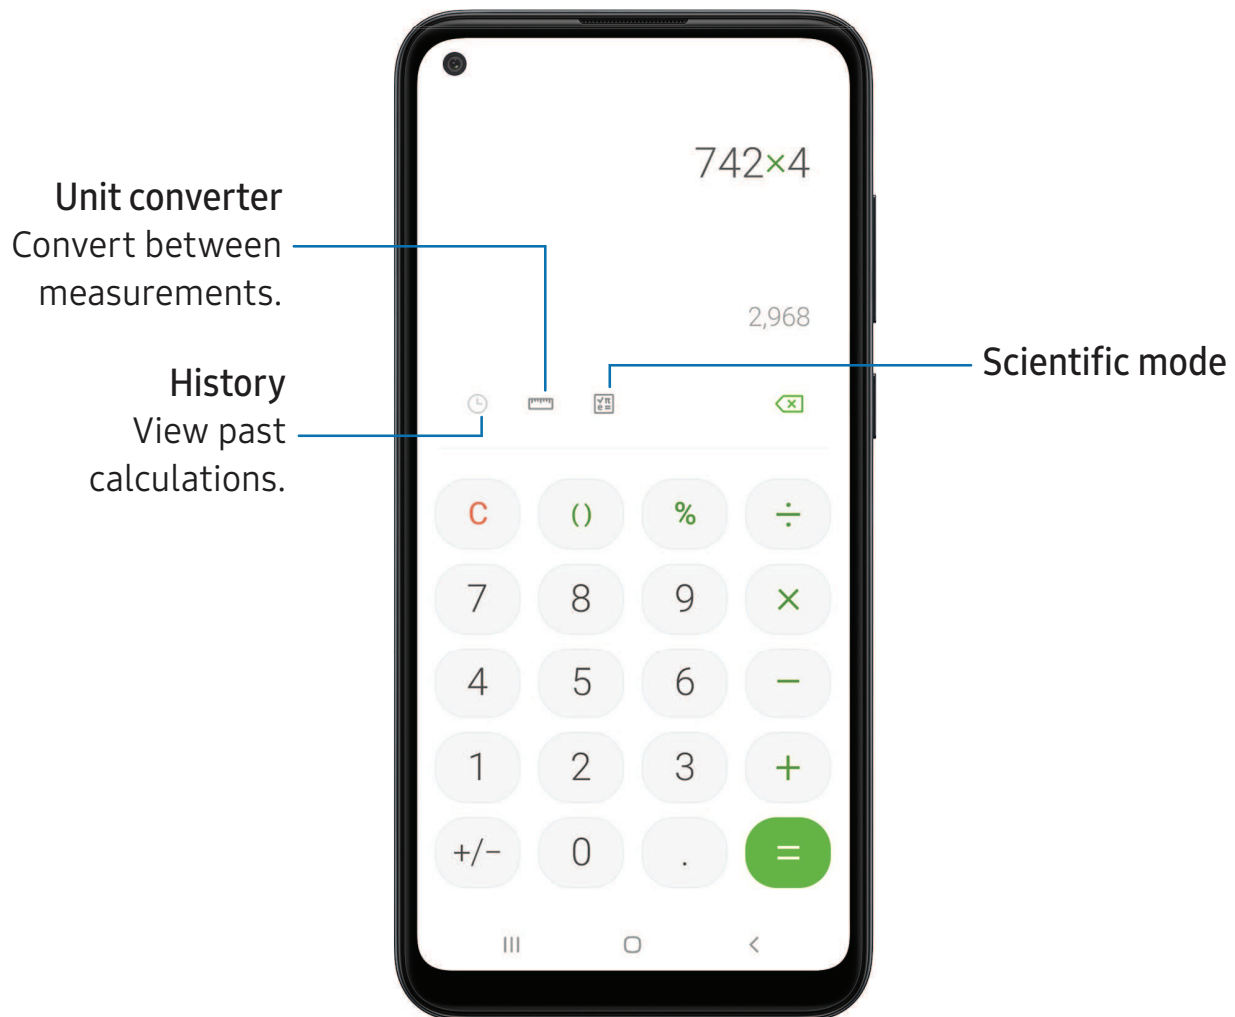 742×4
Unit converter
Convert between
measurements.
2,968
Scientific mode
History
View past
calculations.
√π
e=
C () % ÷
7 8 9 ×
4 5 6 −
1 2 3 +
+/− 0 . =